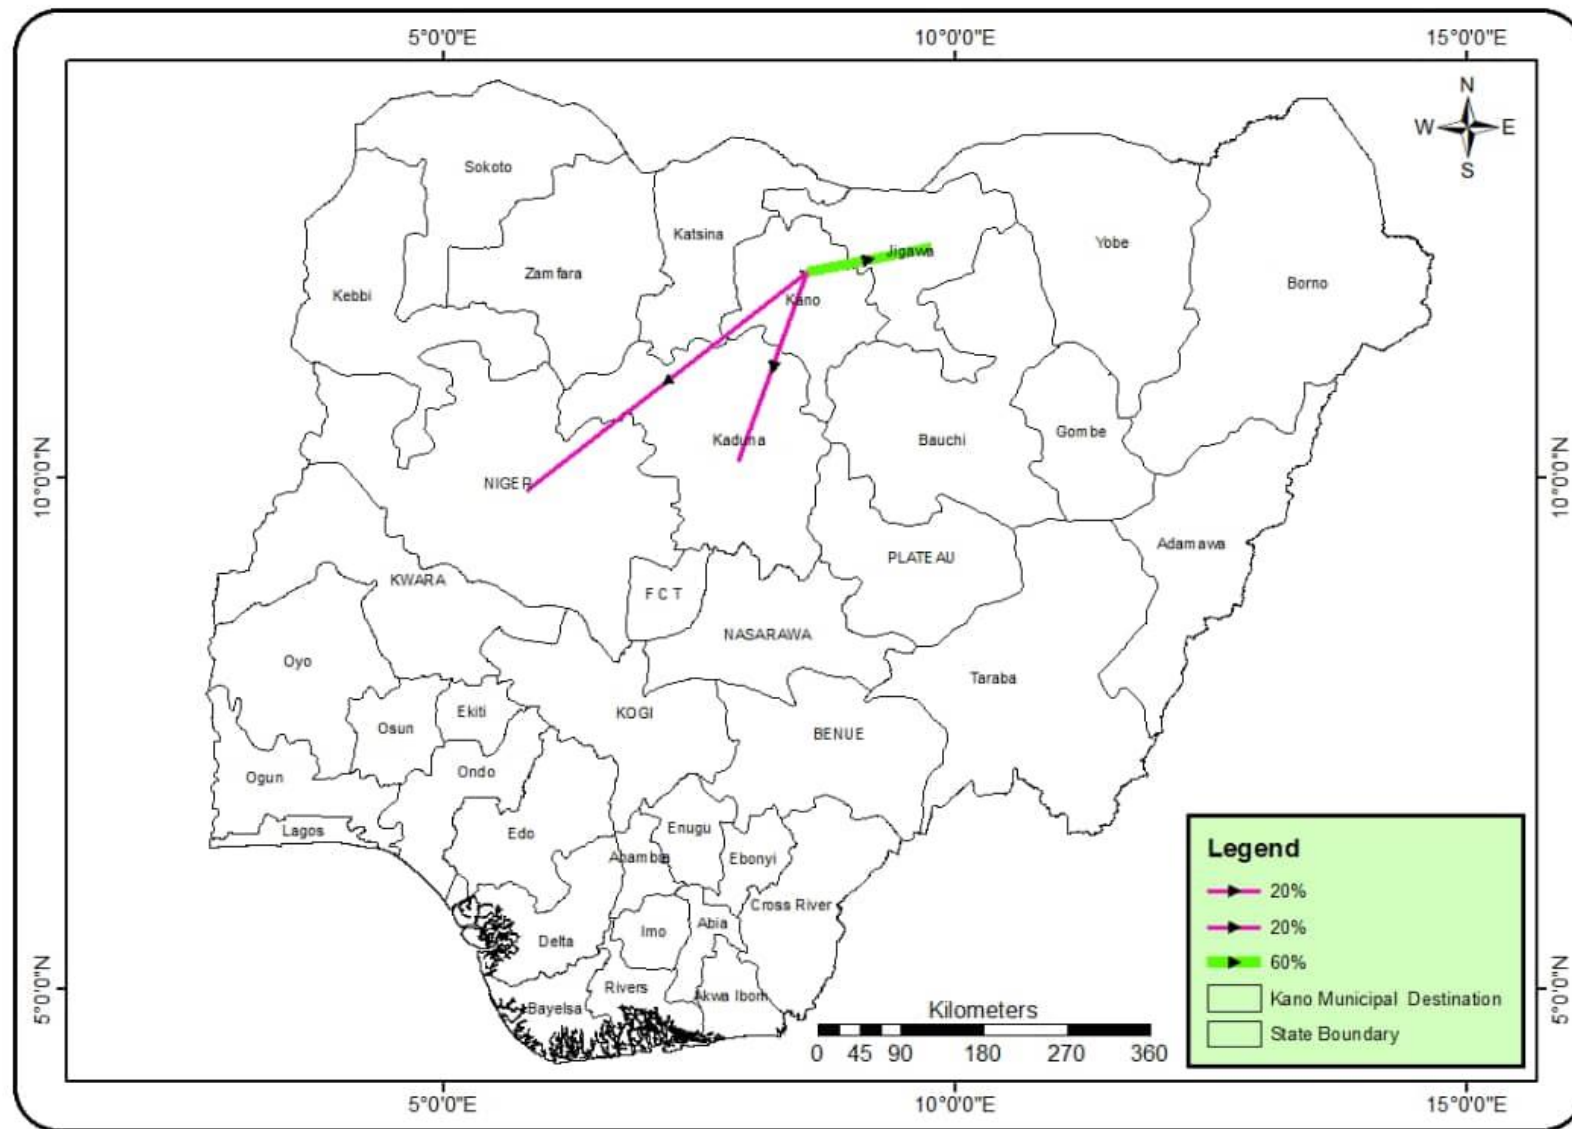 5°0'0"E 10°0'0"E 15°0'0"E
N
W E
S
Sokoto
Katsina
Yobe
Jigawa
Zamfara
Borno
Kebbi
Kano
Gombe
Kaduna
Bauchi
10°0'0"N
10°0'0"N
NIGER
Adamawa
PLATEAU
KWARA
F C T
NASARAWA
Oyo
Taraba
KOGI
Ekiti
Osun
BENUE
Ondo
Ogun
Lagos
Edo
Enugu
Ebonyi
Cross River
Abia
Imo
Delta
Rivers
Akwa Ibom
Bayelsa
5°0'0"N
5°0'0"N
Kilometers
0 45 90 180 270 360
Legend
20%
20%
60%
Kano Municipal Destination
State Boundary
5°0'0"E 10°0'0"E 15°0'0"E